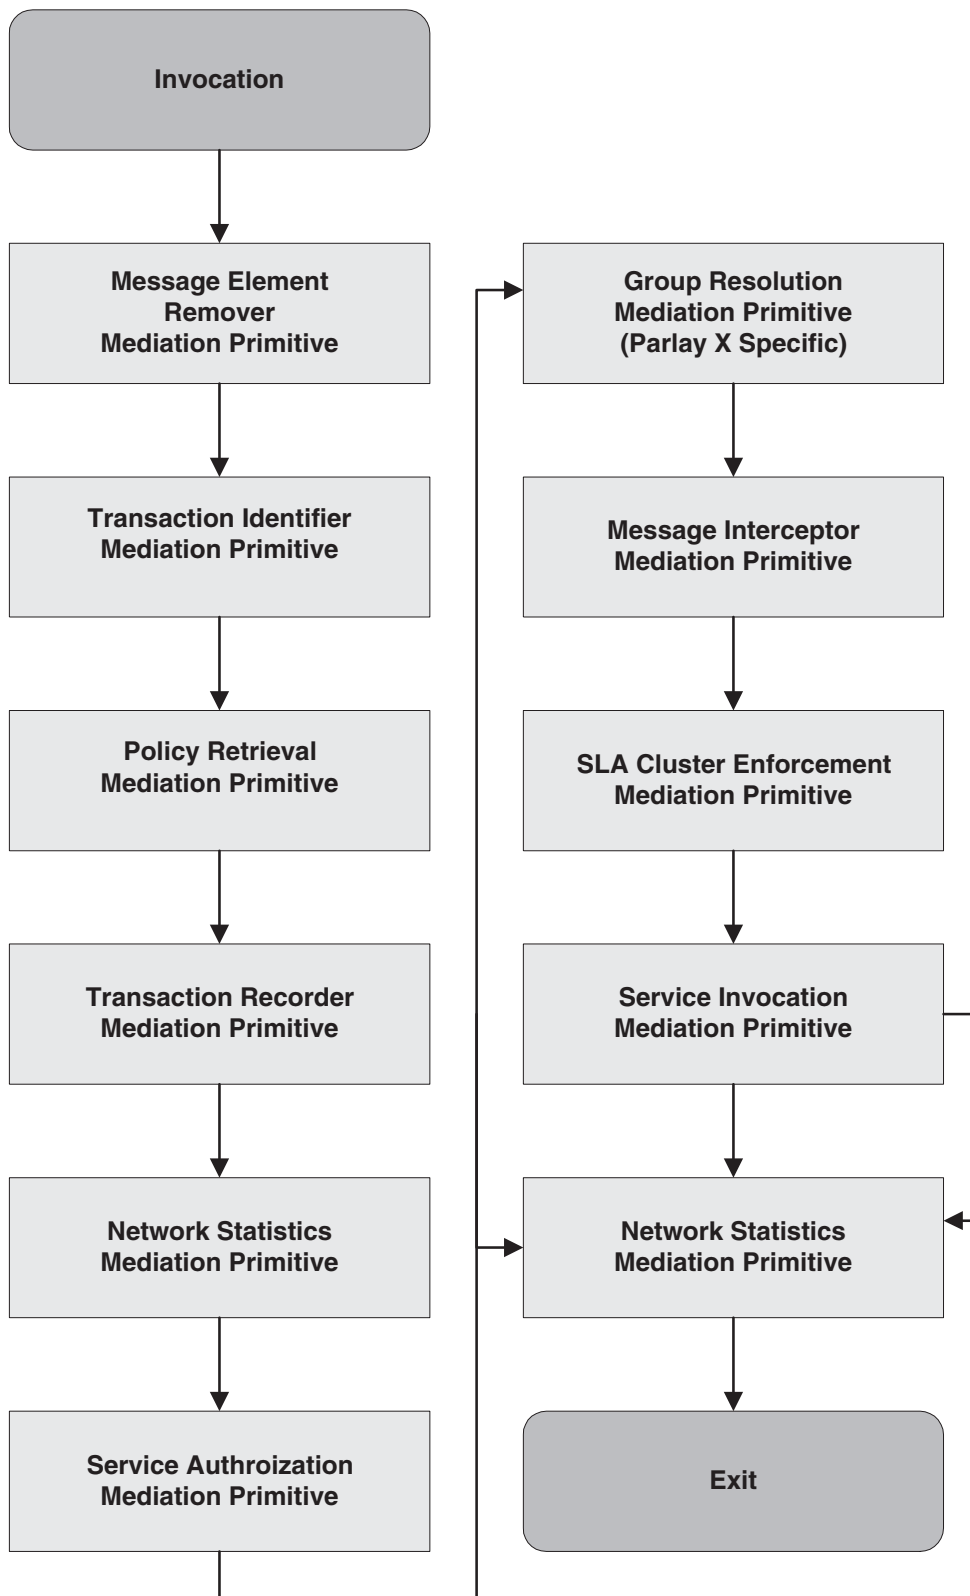 Invocation
Message Element
Remover
Mediation Primitive
Transaction Identifier
Mediation Primitive
Policy Retrieval
Mediation Primitive
Transaction Recorder
Mediation Primitive
Network Statistics
Mediation Primitive
Service Authroization
Mediation Primitive
Group Resolution
Mediation Primitive
(Parlay X Specific)
Message Interceptor
Mediation Primitive
SLA Cluster Enforcement
Mediation Primitive
Service Invocation
Mediation Primitive
Network Statistics
Mediation Primitive
Exit